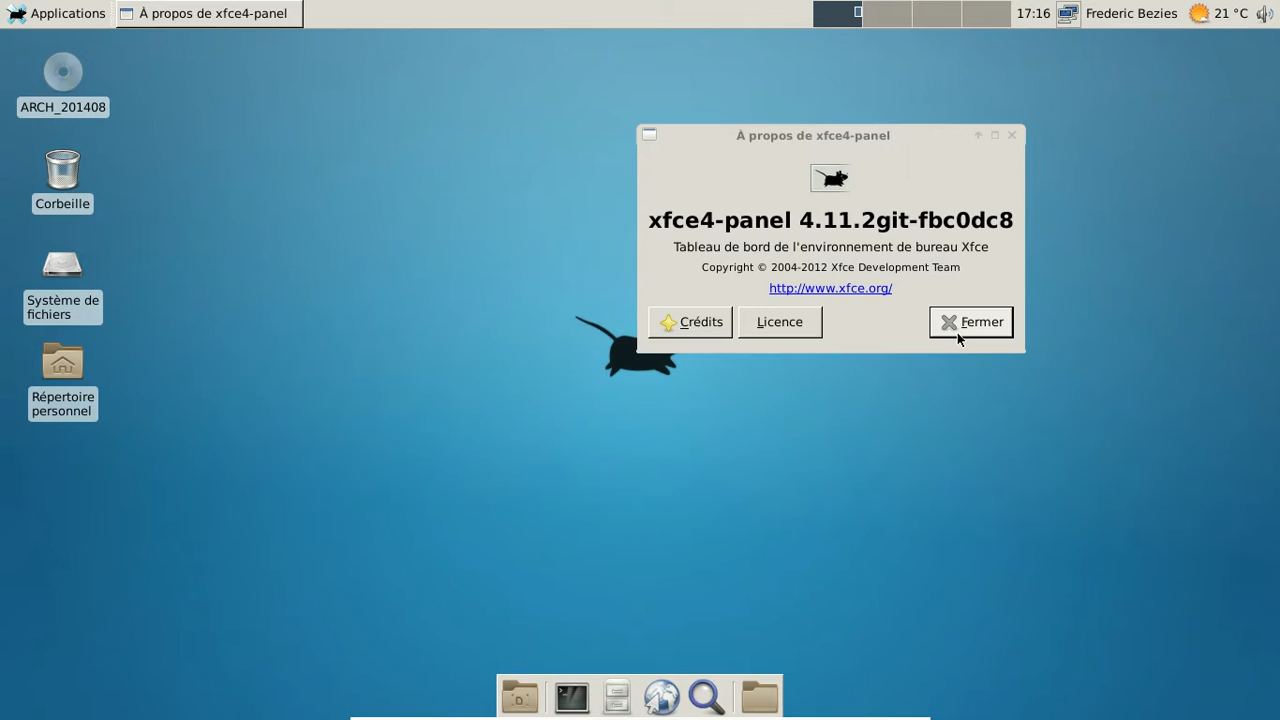 Applications
À propos de xfce4-panel
17:16
Frederic Bezies
21 °C
ARCH_201408
Corbeille
Système de
fichiers
Répertoire
personnel
À propos de xfce4-panel
xfce4-panel 4.11.2git-fbc0dc8
Tableau de bord de l'environnement de bureau Xfce
Copyright © 2004-2012 Xfce Development Team
http://www.xfce.org/
Crédits
Licence
Fermer